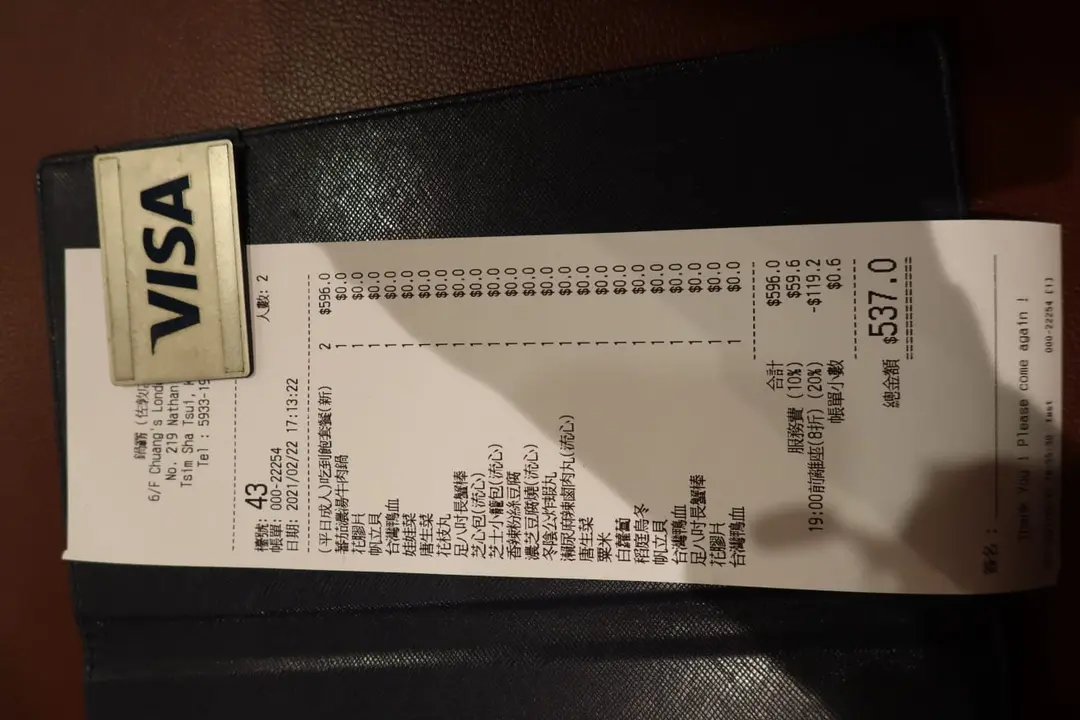 VISA
鍋霸 (佐敦店
6/F Chuang's Lond
No. 219 Nathan
Tsim Sha Tsui, K
Tel : 5933-19
檯號: 43 人數: 2
帳單: 000-22254
日期: 2021/02/22 17:13:22
(平日成人)吃到飽套餐(新) 2 $596.0
蕃茄濃湯牛肉鍋 1 $0.0
花膠片 1 $0.0
帆立貝 1 $0.0
台灣鴨血 1 $0.0
娃娃菜 1 $0.0
唐生菜 1 $0.0
花枝丸 1 $0.0
足八吋長蟹棒 1 $0.0
芝心包(流心) 1 $0.0
芝士小龍包(流心) 1 $0.0
香辣粉絲豆腐 1 $0.0
濃芝豆腐燒(流心) 1 $0.0
冬陰公炸蝦丸 1 $0.0
瀨尿麻辣鹵肉丸(流心) 1 $0.0
唐生菜 1 $0.0
粟米 1 $0.0
白蘿蔔 1 $0.0
稻庭烏冬 1 $0.0
帆立貝 1 $0.0
台灣鴨血 1 $0.0
足八吋長蟹棒 1 $0.0
花膠片 1 $0.0
台灣鴨血 1 $0.0
合計 $596.0
服務費 (10%) $59.6
19:00前離座(8折) (20%) -$119.2
帳單小數 $0.6
總金額 $537.0
簽名:
Thank You ! Please come again !
000-22254 [1]